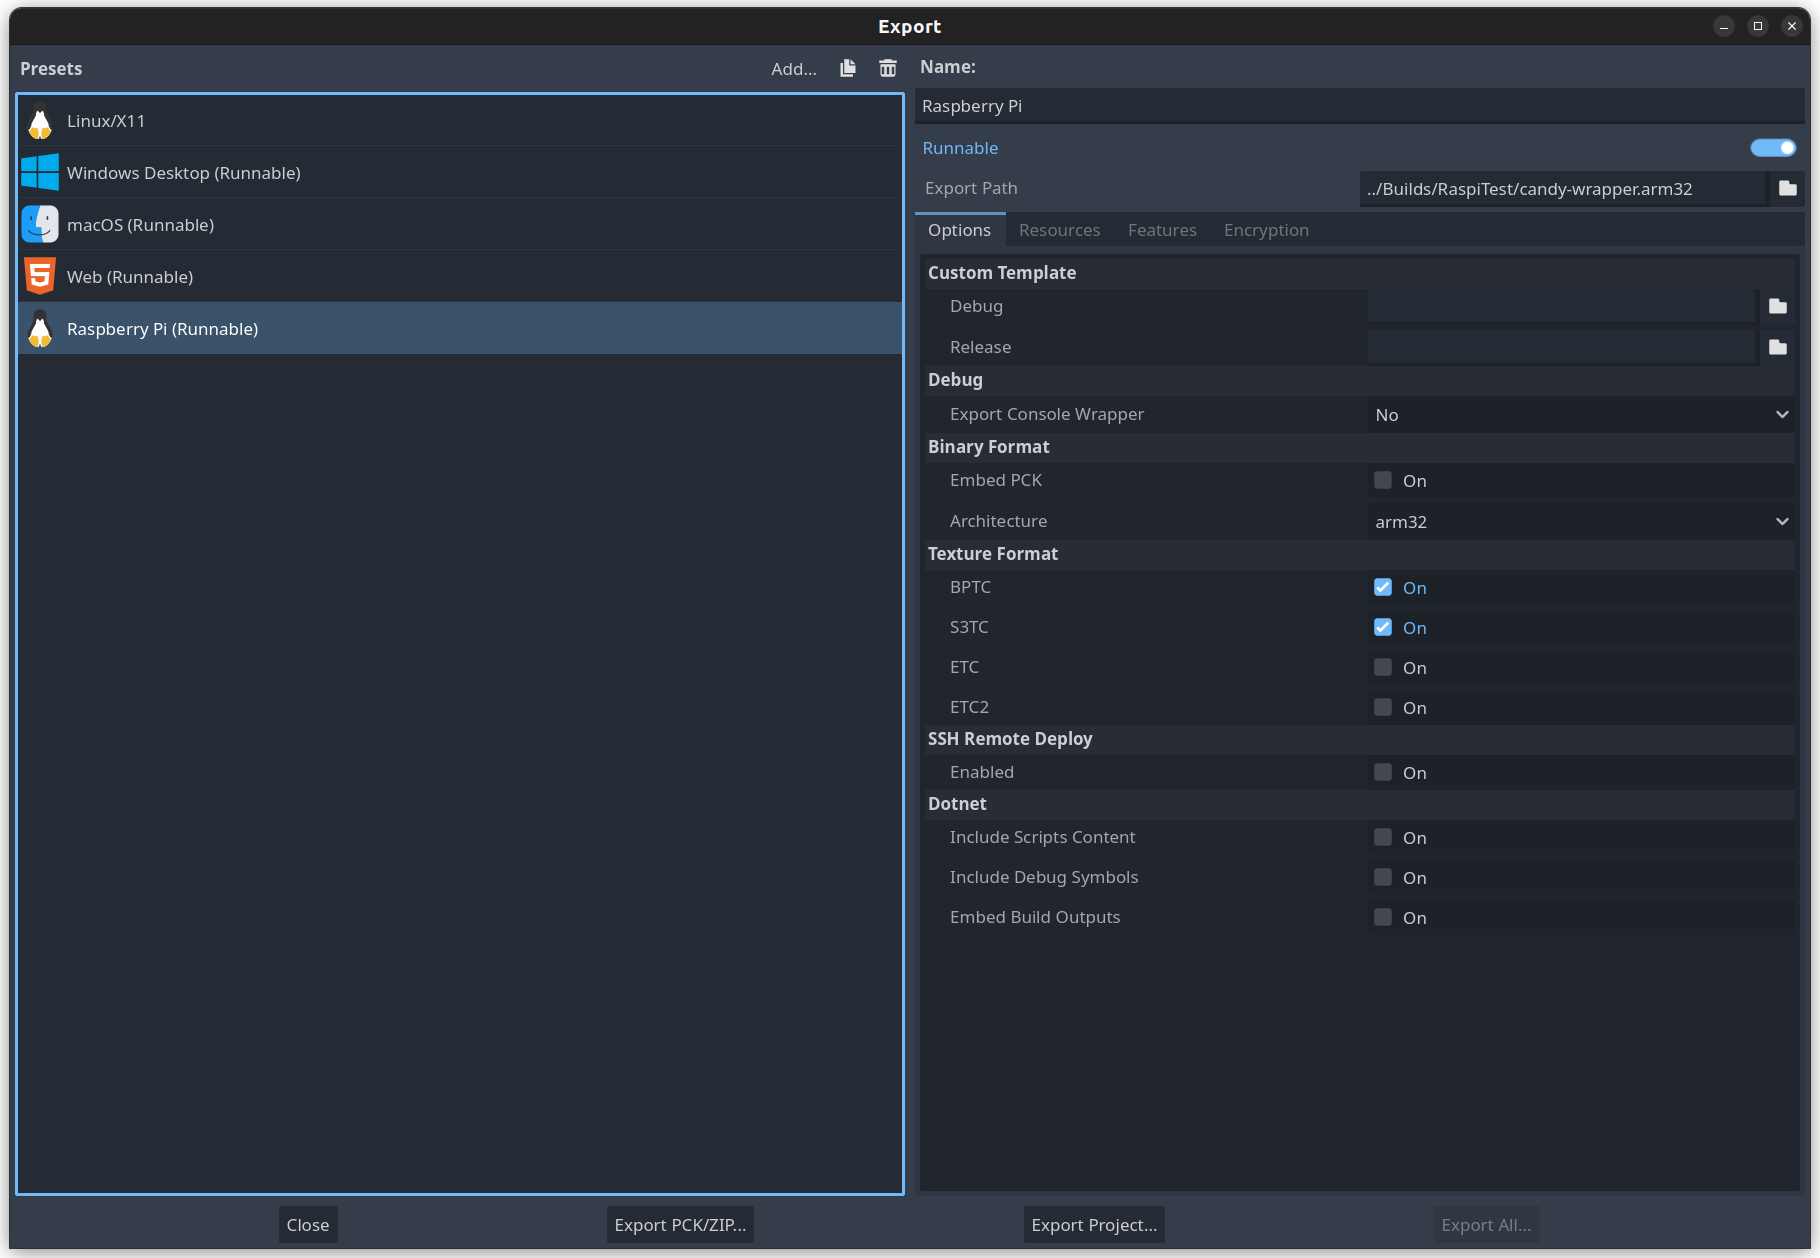 Export
Presets
Add...
Linux/X11
Windows Desktop (Runnable)
macOS (Runnable)
Web (Runnable)
Raspberry Pi (Runnable)
Name:
Raspberry Pi
Runnable
Export Path ../Builds/RaspiTest/candy-wrapper.arm32
Options Resources Features Encryption
Custom Template
Debug
Release
Debug
Export Console Wrapper No
Binary Format
Embed PCK On
Architecture arm32
Texture Format
BPTC On
S3TC On
ETC On
ETC2 On
SSH Remote Deploy
Enabled On
Dotnet
Include Scripts Content On
Include Debug Symbols On
Embed Build Outputs On
Close Export PCK/ZIP... Export Project... Export All...